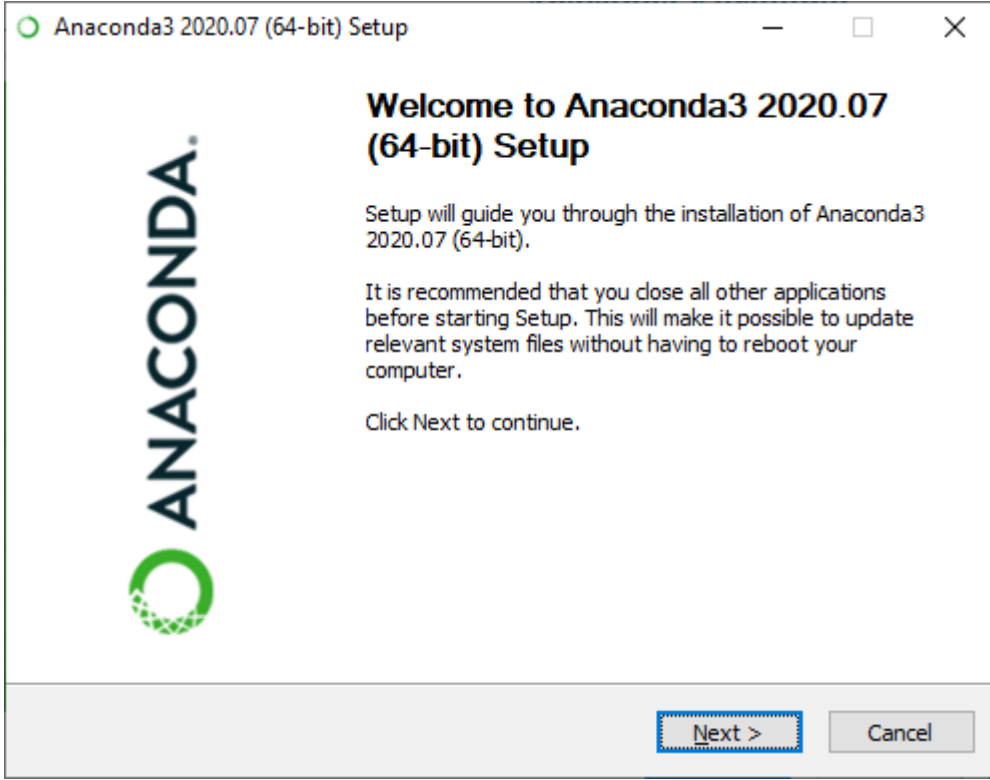 Anaconda3 2020.07 (64-bit) Setup
Welcome to Anaconda3 2020.07
(64-bit) Setup
ANACONDA.
Setup will guide you through the installation of Anaconda3
2020.07 (64-bit).
It is recommended that you close all other applications
before starting Setup. This will make it possible to update
relevant system files without having to reboot your
computer.
Click Next to continue.
Next >
Cancel